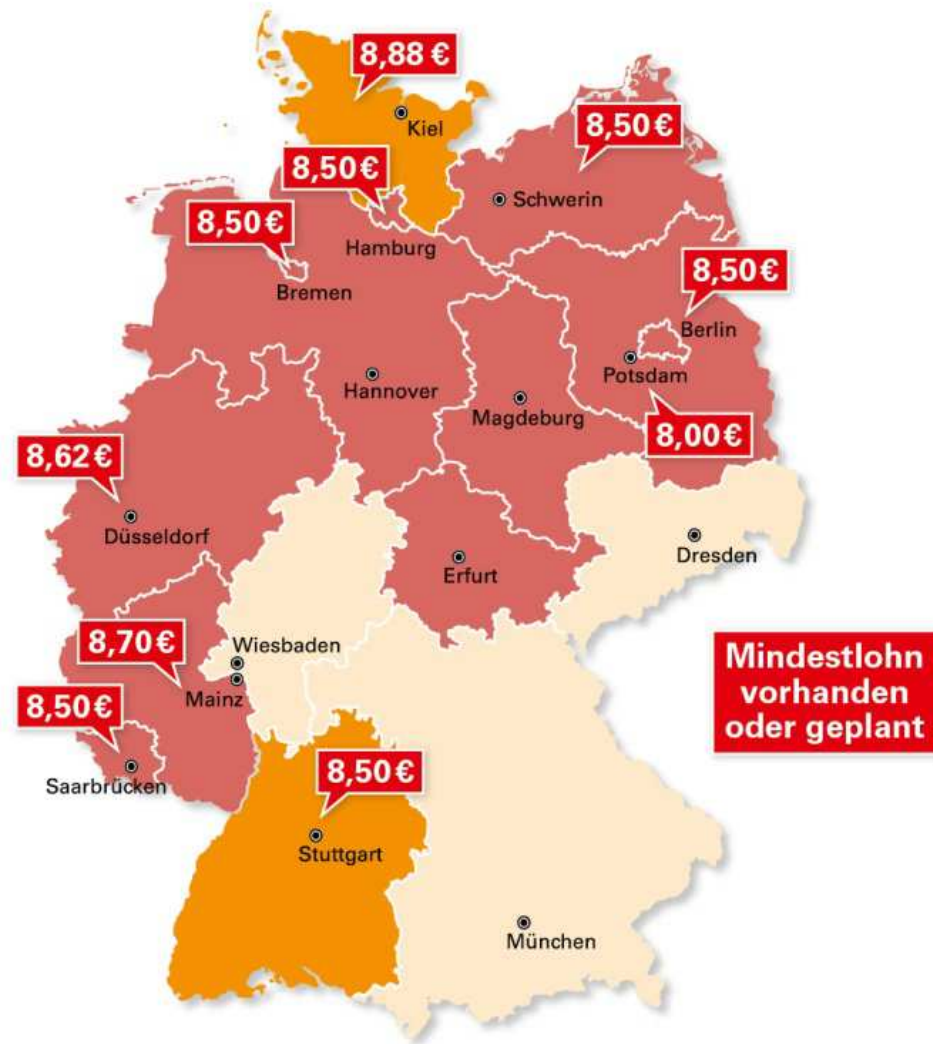 8,88 €
Kiel
8,50 €
8,50 €
Schwerin
8,50 €
Hamburg
Bremen
8,50 €
Berlin
Potsdam
Hannover
Magdeburg
8,00 €
8,62 €
Düsseldorf
Erfurt
Dresden
8,70 €
Wiesbaden
Mainz
8,50 €
Saarbrücken
Mindestlohn
vorhanden
oder geplant
8,50 €
Stuttgart
München